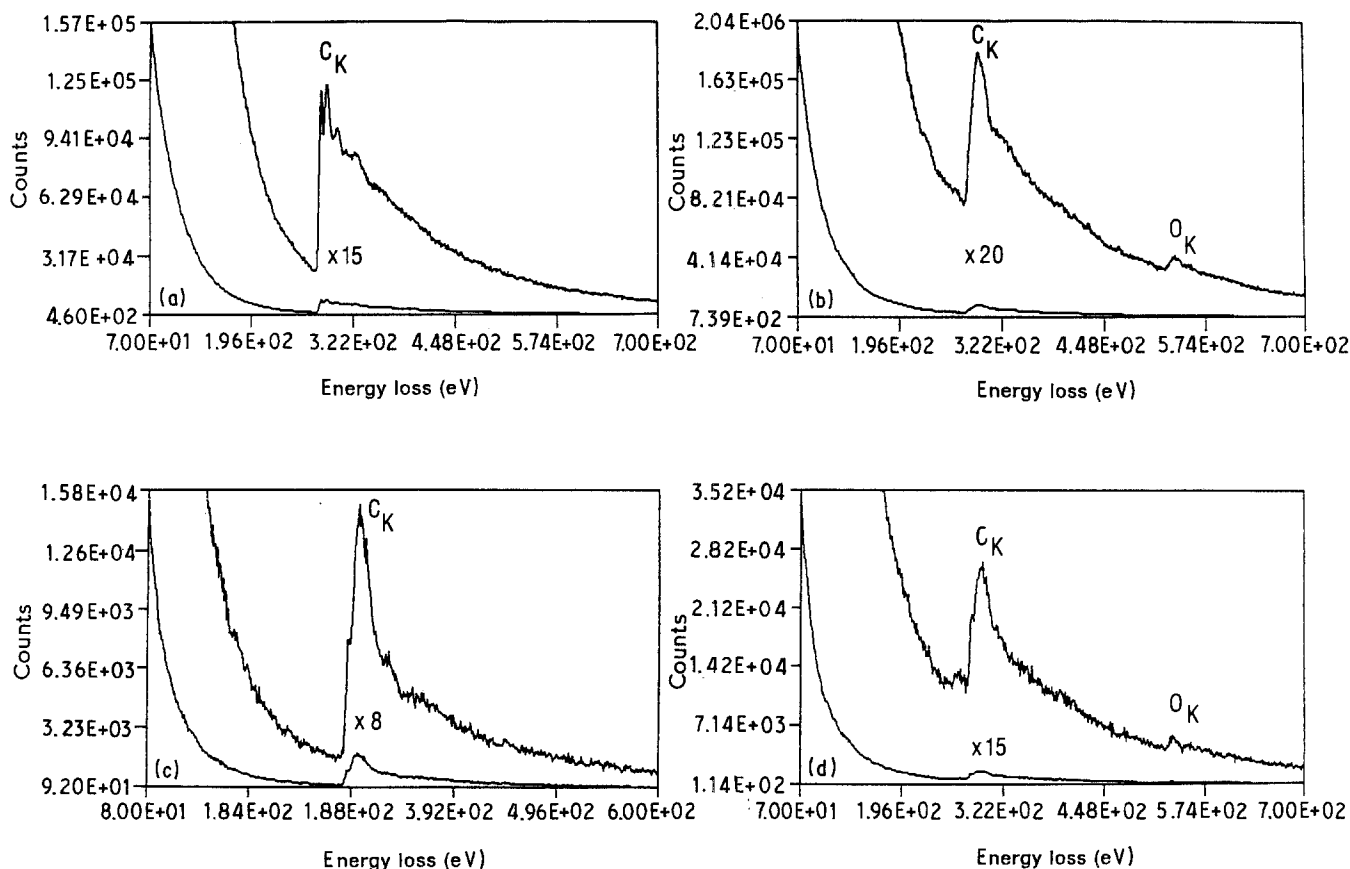 1.57E+05
1.25E+05
9.41E+04
6.29E+04
3.17E +04
4.60E+02
Counts
C K
x15
(a)
7.00E+01 1.96E+02 3.22E+02 4.48E+02 5.74E+02 7.00E+02
Energy loss (eV)
2.04E+06
1.63E+05
1.23E+05
8.21E+04
4.14E+04
7.39E+02
Counts
C K
O K
x20
(b)
7.00E+01 1.96E+02 3.22E+02 4.48E+02 5.74E+02 7.00E+02
Energy loss (eV)
1.58E+04
1.26E+04
9.49E+03
6.36E+03
3.23E+03
9.20E+01
Counts
C K
x8
(c)
8.00E+01 1.84E+02 1.88E+02 3.92E+02 4.96E+02 6.00E+02
Energy loss (eV)
3.52E+04
2.82E+04
2.12E+04
1.42E+04
7.14E+03
1.14E+02
Counts
C K
O K
x15
(d)
7.00E+01 1.96E+02 3.22E+02 4.48E+02 5.74E+02 7.00E+02
Energy loss (eV)